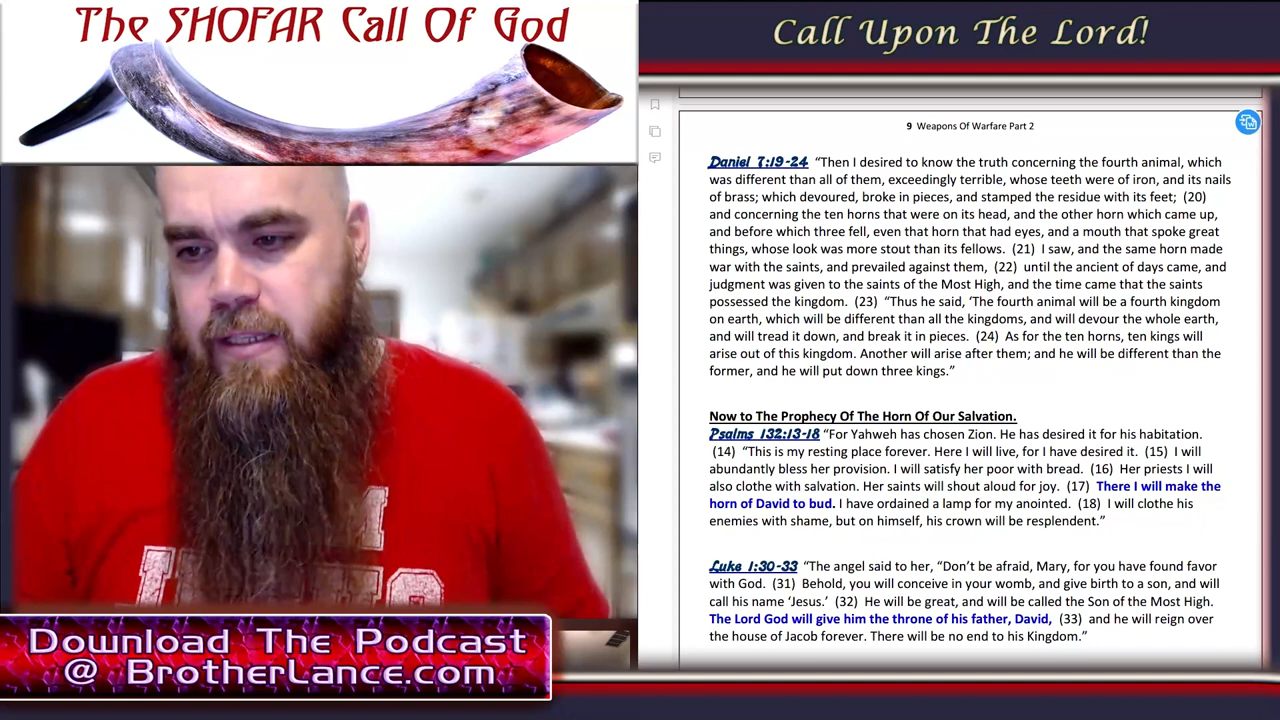 The SHOFAR Call Of God
Call Upon The Lord!
9 Weapons Of Warfare Part 2
Daniel 7:19-24 “Then I desired to know the truth concerning the fourth animal, which
was different than all of them, exceedingly terrible, whose teeth were of iron, and its nails
of brass; which devoured, broke in pieces, and stamped the residue with its feet; (20)
and concerning the ten horns that were on its head, and the other horn which came up,
and before which three fell, even that horn that had eyes, and a mouth that spoke great
things, whose look was more stout than its fellows. (21) I saw, and the same horn made
war with the saints, and prevailed against them, (22) until the ancient of days came, and
judgment was given to the saints of the Most High, and the time came that the saints
possessed the kingdom. (23) “Thus he said, ‘The fourth animal will be a fourth kingdom
on earth, which will be different than all the kingdoms, and will devour the whole earth,
and will tread it down, and break it in pieces. (24) As for the ten horns, ten kings will
arise out of this kingdom. Another will arise after them; and he will be different than the
former, and he will put down three kings.”
Now to The Prophecy Of The Horn Of Our Salvation.
Psalms 132:13-18 “For Yahweh has chosen Zion. He has desired it for his habitation.
(14) “This is my resting place forever. Here I will live, for I have desired it. (15) I will
abundantly bless her provision. I will satisfy her poor with bread. (16) Her priests I will
also clothe with salvation. Her saints will shout aloud for joy. (17) There I will make the
horn of David to bud. I have ordained a lamp for my anointed. (18) I will clothe his
enemies with shame, but on himself, his crown will be resplendent.”
Luke 1:30-33 “The angel said to her, “Don’t be afraid, Mary, for you have found favor
with God. (31) Behold, you will conceive in your womb, and give birth to a son, and will
call his name ‘Jesus.’ (32) He will be great, and will be called the Son of the Most High.
The Lord God will give him the throne of his father, David, (33) and he will reign over
the house of Jacob forever. There will be no end to his Kingdom.”
Download The Podcast
@ BrotherLance.com